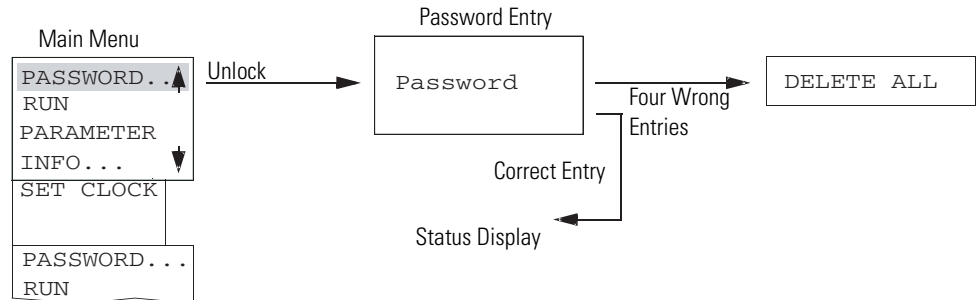 Password Entry
Main Menu
PASSWORD..
RUN
PARAMETER
INFO...
SET CLOCK
PASSWORD...
RUN
Unlock
Password
Four Wrong
Entries
DELETE ALL
Correct Entry
Status Display